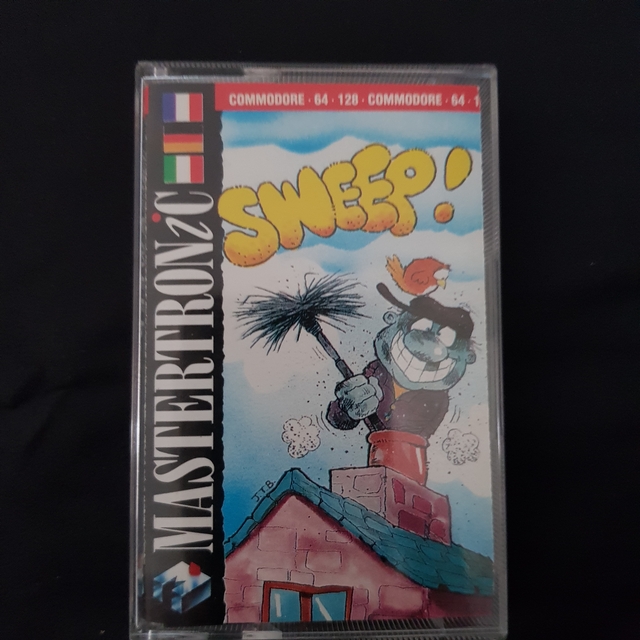 COMMODORE · 64 · 128 · COMMODORE · 64 · 1
SWEEP!
MASTERTRONiC
J.T.B.